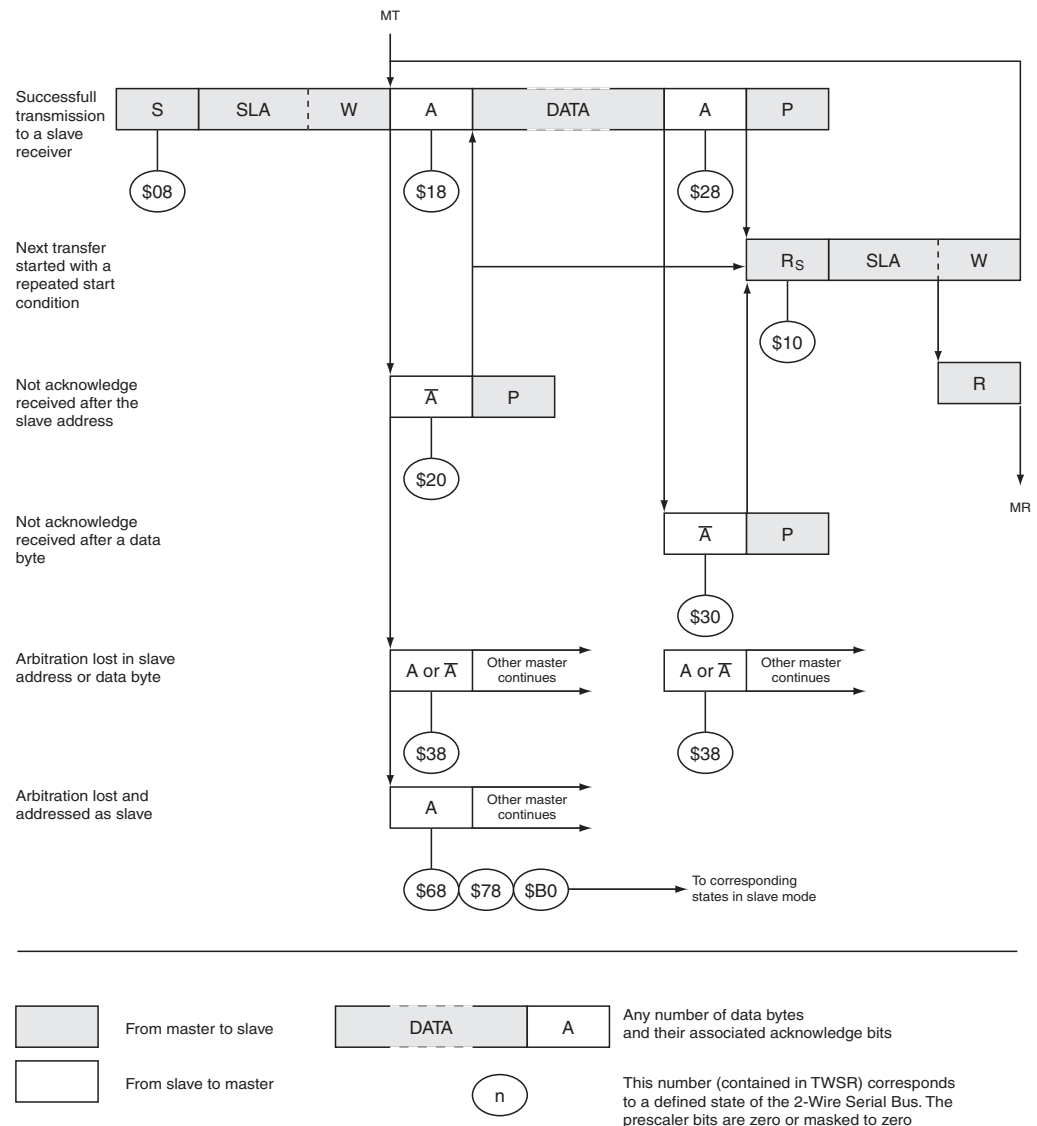 MT
Successfull
transmission
to a slave
receiver
S SLA W A DATA A P
$08 $18 $28
Next transfer
started with a
repeated start
condition
RS SLA W
$10
Not acknowledge
received after the
slave address
A̅ P
R
$20
MR
Not acknowledge
received after a data
byte
A̅ P
$30
Arbitration lost in slave
address or data byte
A or A̅
Other master
continues
A or A̅
Other master
continues
$38 $38
Arbitration lost and
addressed as slave
A
Other master
continues
$68 $78 $B0
To corresponding
states in slave mode
From master to slave
DATA A
Any number of data bytes
and their associated acknowledge bits
From slave to master
n
This number (contained in TWSR) corresponds
to a defined state of the 2-Wire Serial Bus. The
prescaler bits are zero or masked to zero